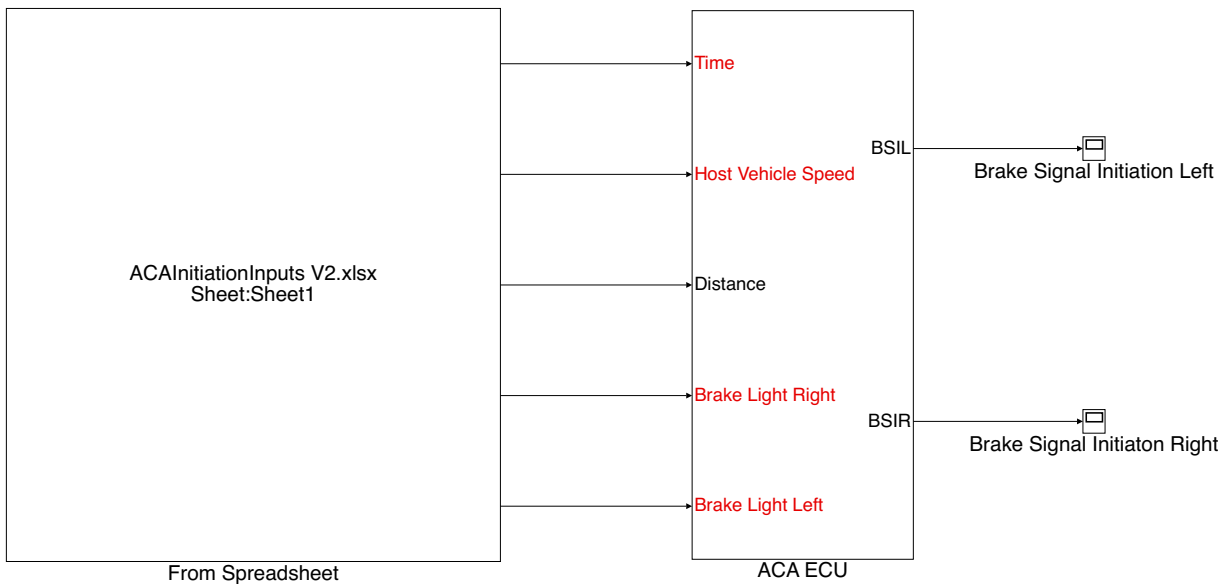 ACAInitiationInputs V2.xlsx
Sheet:Sheet1
From Spreadsheet
Time
Host Vehicle Speed
Distance
Brake Light Right
Brake Light Left
BSIL
BSIR
ACA ECU
Brake Signal Initiation Left
Brake Signal Initiaton Right